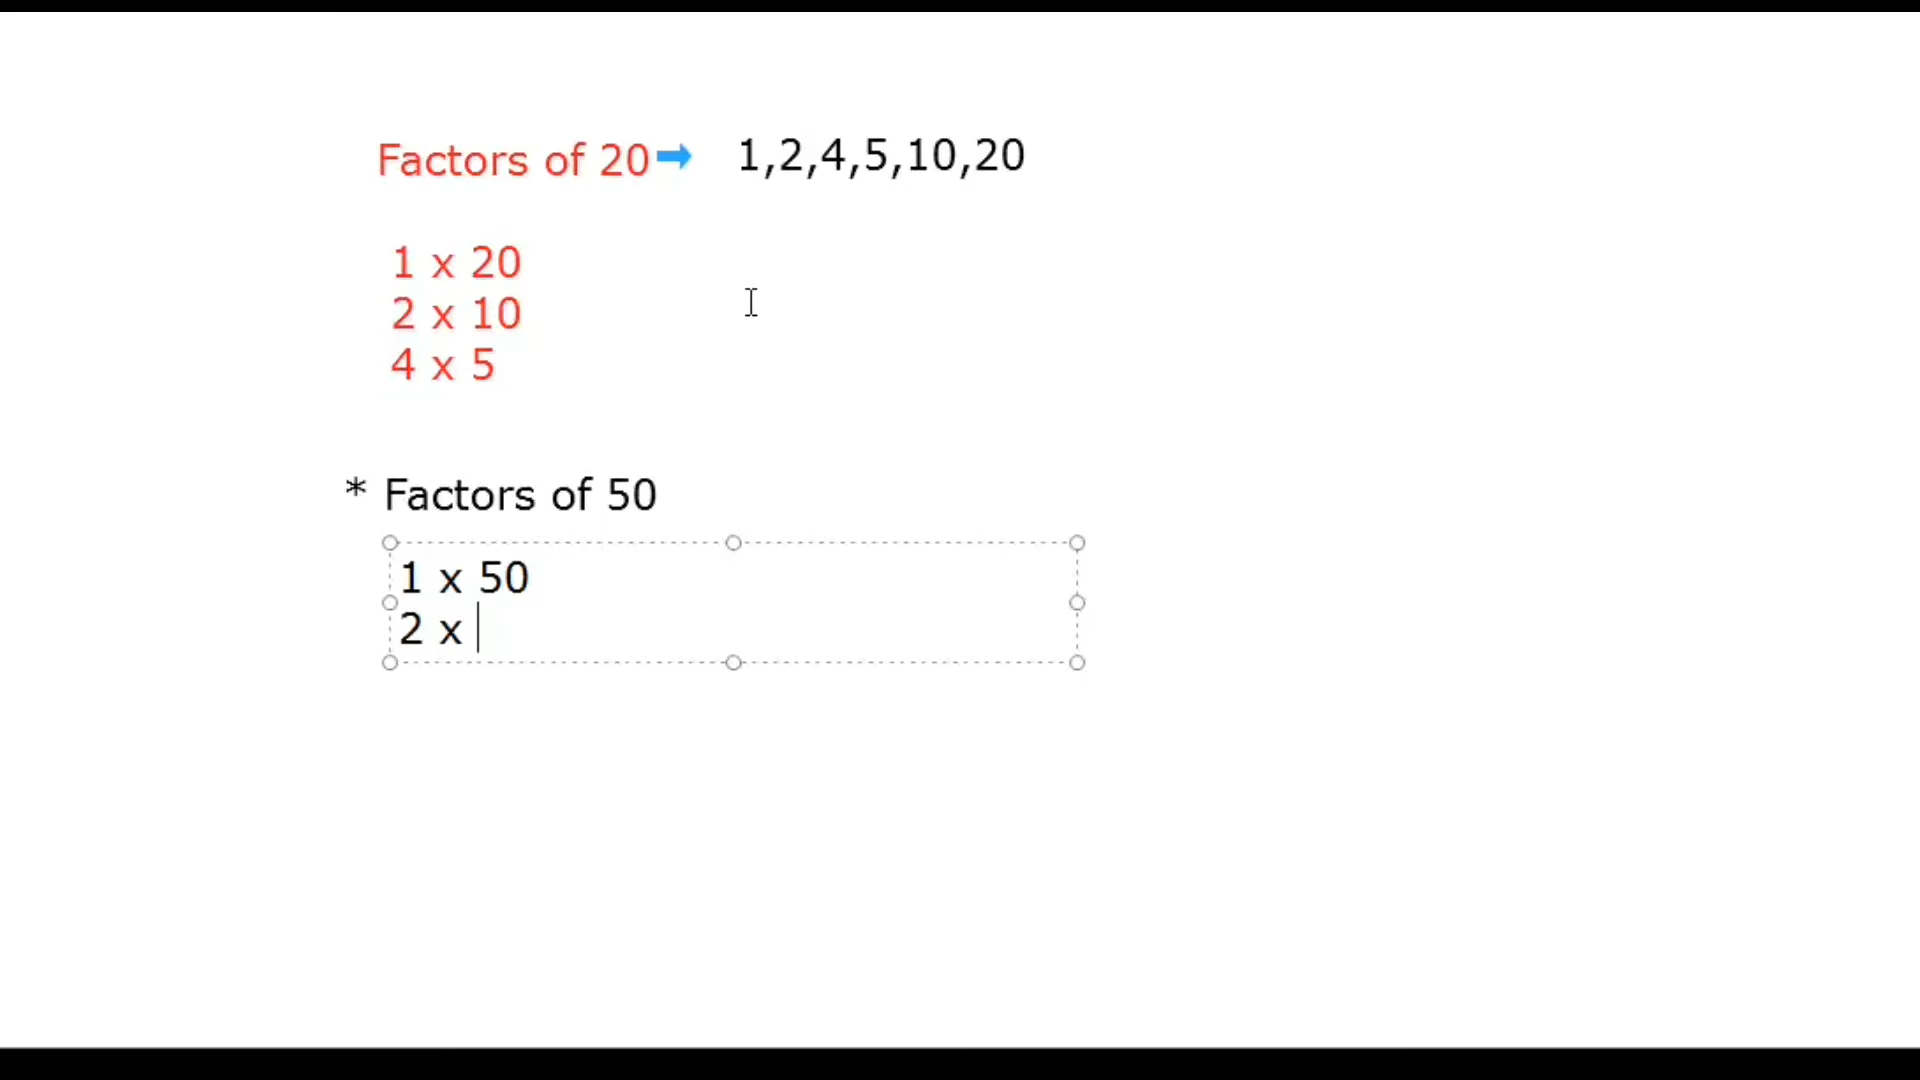 Factors of 20➡ 1,2,4,5,10,20
1 x 20
2 x 10
4 x 5
* Factors of 50
1 x 50
2 x